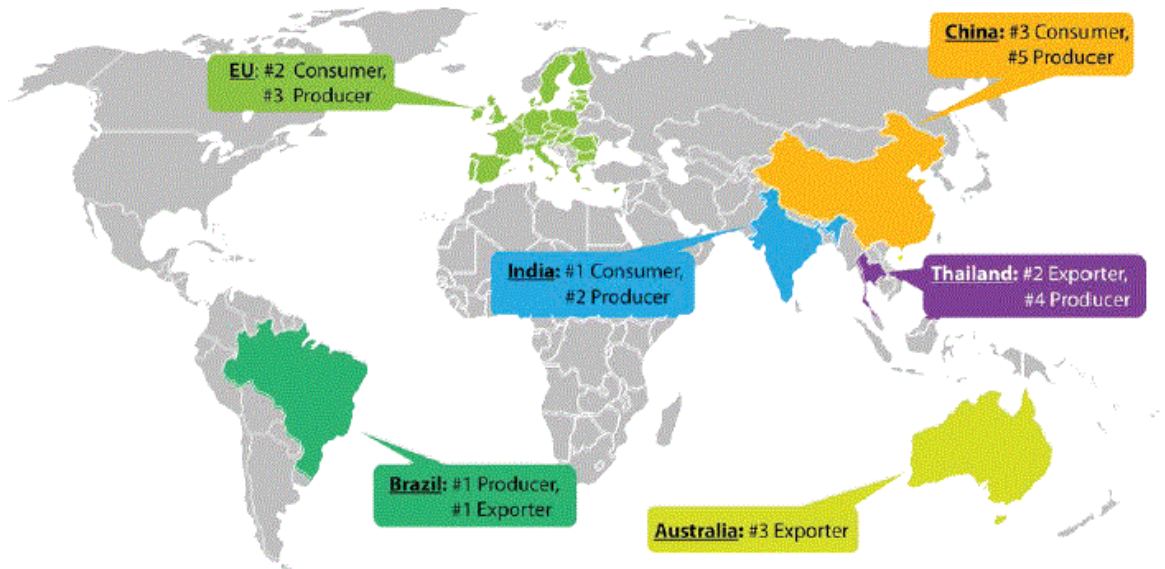 China: #3 Consumer,
#5 Producer
EU: #2 Consumer,
#3 Producer
India: #1 Consumer,
#2 Producer
Thailand: #2 Exporter,
#4 Producer
Brazil: #1 Producer,
#1 Exporter
Australia: #3 Exporter